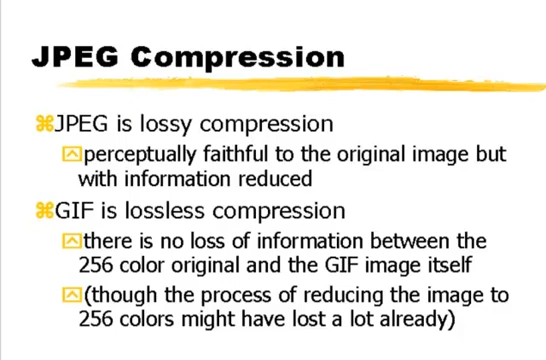 JPEG Compression
JPEG is lossy compression
perceptually faithful to the original image but
with information reduced
GIF is lossless compression
there is no loss of information between the
256 color original and the GIF image itself
(though the process of reducing the image to
256 colors might have lost a lot already)